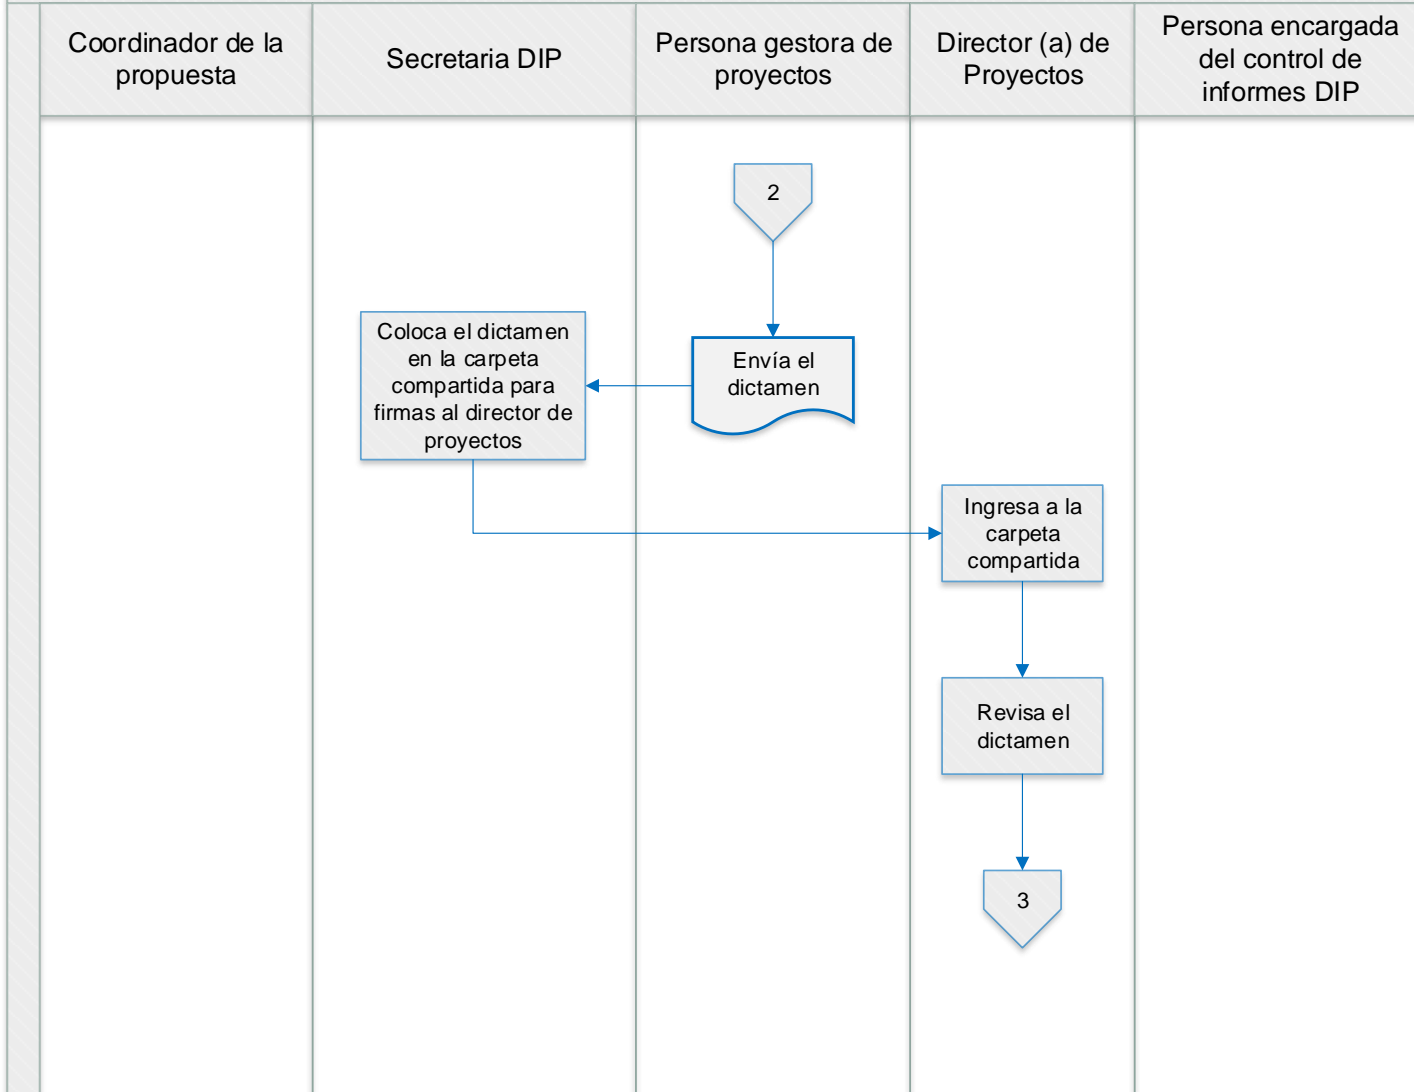 Coordinador de la
propuesta
Secretaria DIP
Persona gestora de
proyectos
Director (a) de
Proyectos
Persona encargada
del control de
informes DIP
2
Coloca el dictamen
en la carpeta
compartida para
firmas al director de
proyectos
Envía el
dictamen
Ingresa a la
carpeta
compartida
Revisa el
dictamen
3